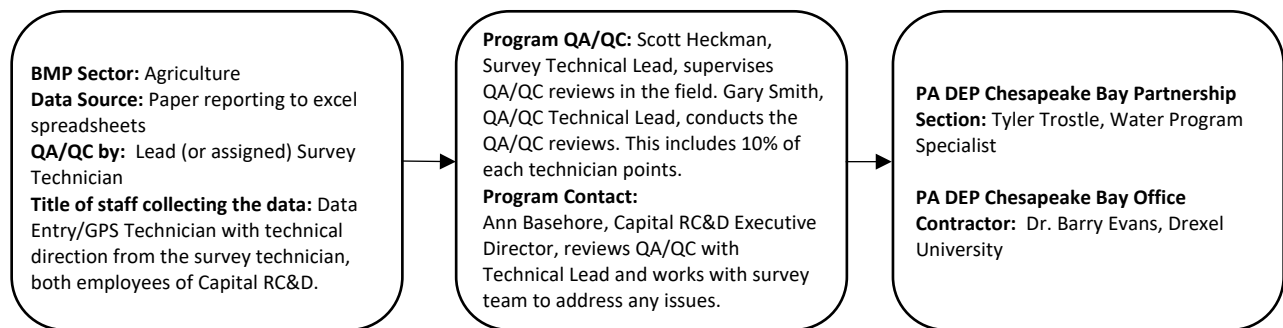 BMP Sector: Agriculture
Data Source: Paper reporting to excel
spreadsheets
QA/QC by:  Lead (or assigned) Survey
Technician
Title of staff collecting the data: Data
Entry/GPS Technician with technical
direction from the survey technician,
both employees of Capital RC&D.
Program QA/QC: Scott Heckman,
Survey Technical Lead, supervises
QA/QC reviews in the field. Gary Smith,
QA/QC Technical Lead, conducts the
QA/QC reviews. This includes 10% of
each technician points.
Program Contact:
Ann Basehore, Capital RC&D Executive
Director, reviews QA/QC with
Technical Lead and works with survey
team to address any issues.
PA DEP Chesapeake Bay Partnership
Section: Tyler Trostle, Water Program
Specialist
PA DEP Chesapeake Bay Office
Contractor:  Dr. Barry Evans, Drexel
University